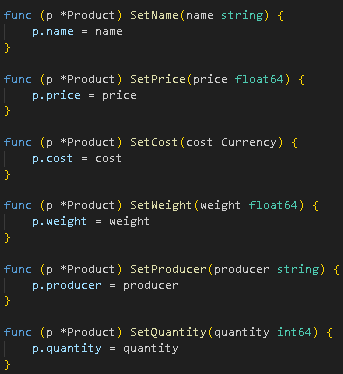 func (p *Product) SetName(name string) {
    p.name = name
}

func (p *Product) SetPrice(price float64) {
    p.price = price
}

func (p *Product) SetCost(cost Currency) {
    p.cost = cost
}

func (p *Product) SetWeight(weight float64) {
    p.weight = weight
}

func (p *Product) SetProducer(producer string) {
    p.producer = producer
}

func (p *Product) SetQuantity(quantity int64) {
    p.quantity = quantity
}